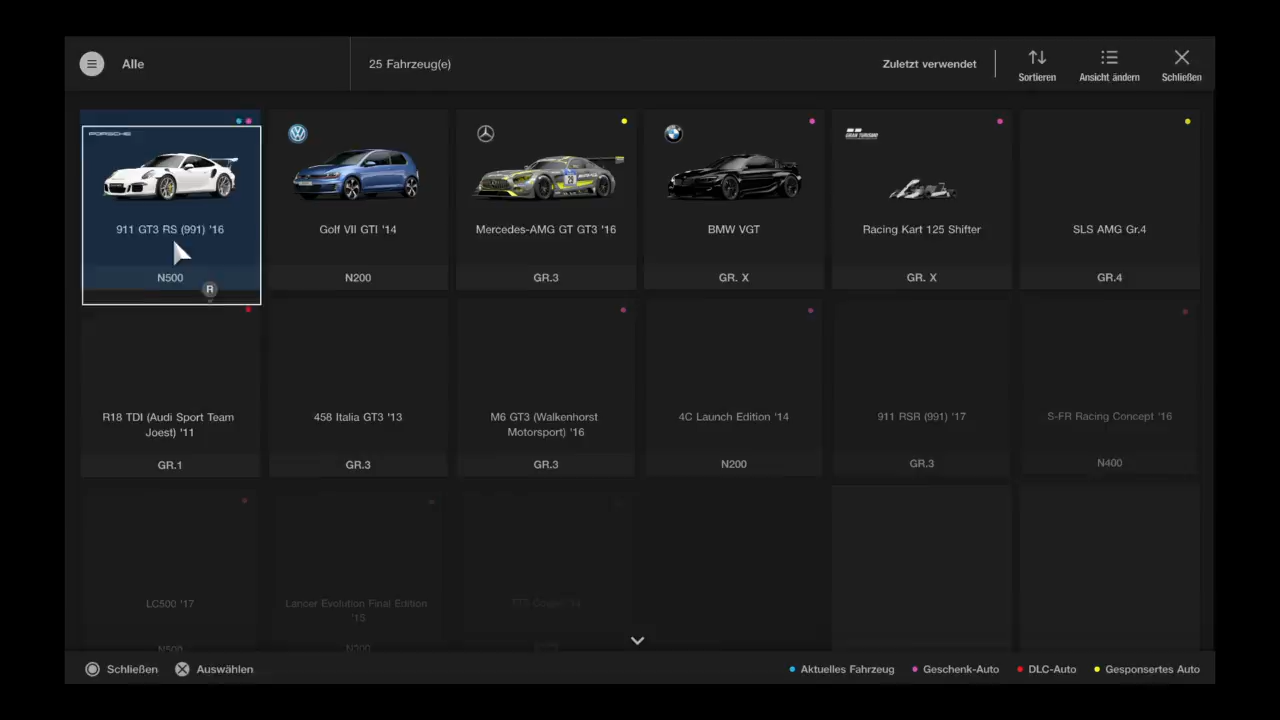 Alle
25 Fahrzeug(e)
Zuletzt verwendet
Sortieren
Ansicht ändern
Schließen
PORSCHE
GRAN TURISMO
911 GT3 RS (991) '16
Golf VII GTI '14
Mercedes-AMG GT GT3 '16
BMW VGT
Racing Kart 125 Shifter
SLS AMG Gr.4
N500
N200
GR.3
GR. X
GR. X
GR.4
R
R18 TDI (Audi Sport Team
Joest) '11
458 Italia GT3 '13
M6 GT3 (Walkenhorst
Motorsport) '16
4C Launch Edition '14
911 RSR (991) '17
S-FR Racing Concept '16
GR.1
GR.3
GR.3
N200
GR.3
N400
LC500 '17
Lancer Evolution Final Edition
'15
N500
N300
Schließen
Auswählen
Aktuelles Fahrzeug
Geschenk-Auto
DLC-Auto
Gesponsertes Auto